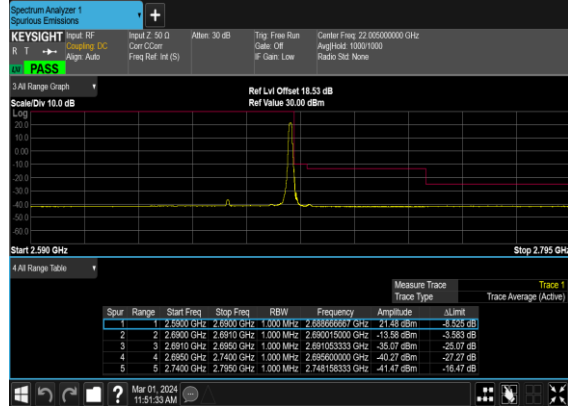 Spectrum Analyzer 1
Spurious Emissions
+
KEYSIGHT Input: RF Input Z: 50 Ω Atten: 30 dB Trig: Free Run Center Freq: 22.005000000 GHz
R T Coupling: DC Corr CCorr Gate: Off Avg|Hold: 1000/1000
Align: Auto Freq Ref: Int (S) IF Gain: Low Radio Std: None
LXI PASS
3 All Range Graph
Ref Lvl Offset 18.53 dB
Scale/Div 10.0 dB Ref Value 30.00 dBm
Log
20.0
10.0
0.00
-10.0
-20.0
-30.0
-40.0
-50.0
-60.0
Start 2.590 GHz Stop 2.795 GHz
4 All Range Table
Measure Trace Trace 1
Trace Type Trace Average (Active)
Spur Range Start Freq Stop Freq RBW Frequency Amplitude ΔLimit
1 1 2.5900 GHz 2.6900 GHz 1.000 MHz 2.688666667 GHz 21.48 dBm -8.525 dB
2 2 2.6900 GHz 2.6910 GHz 1.000 MHz 2.690015000 GHz -13.58 dBm -3.583 dB
3 3 2.6910 GHz 2.6950 GHz 1.000 MHz 2.691053333 GHz -35.07 dBm -25.07 dB
4 4 2.6950 GHz 2.7400 GHz 1.000 MHz 2.695600000 GHz -40.27 dBm -27.27 dB
5 5 2.7400 GHz 2.7950 GHz 1.000 MHz 2.748158333 GHz -41.47 dBm -16.47 dB
? Mar 01, 2024
11:51:33 AM